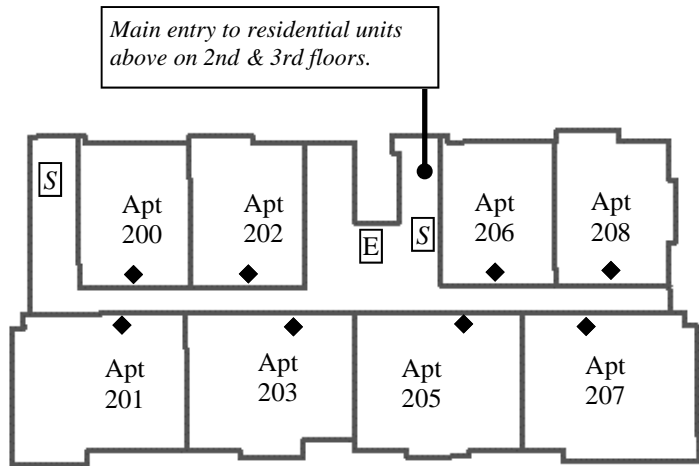 Main entry to residential units
above on 2nd & 3rd floors.
S
Apt
200
Apt
202
E
S
Apt
206
Apt
208
Apt
201
Apt
203
Apt
205
Apt
207